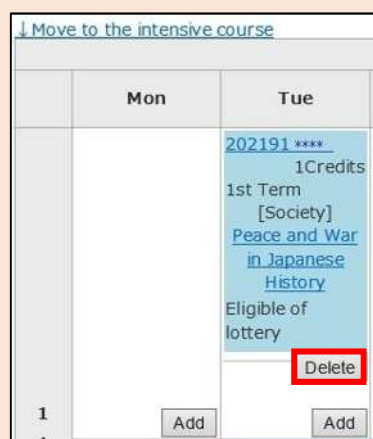 ↓Move to the intensive course
Mon
Tue
202191 ****
1Credits
1st Term
[Society]
Peace and War
in Japanese
History
Eligible of
lottery
Delete
1
Add
Add